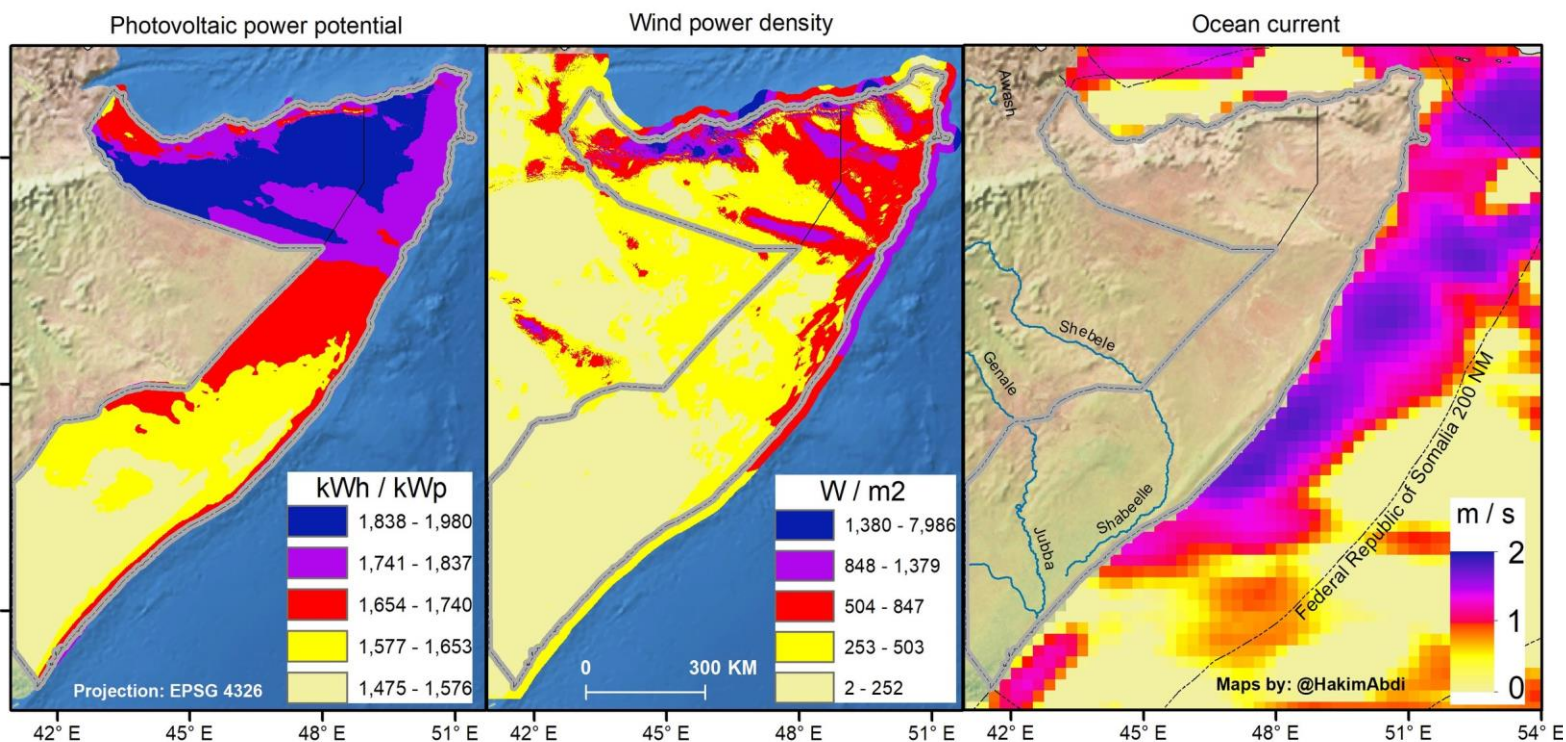 Photovoltaic power potential
kWh / kWp
1,838 - 1,980
1,741 - 1,837
1,654 - 1,740
1,577 - 1,653
1,475 - 1,576
Projection: EPSG 4326
42° E
45° E
48° E
51° E
Wind power density
W / m2
1,380 - 7,986
848 - 1,379
504 - 847
253 - 503
2 - 252
0
300 KM
42° E
45° E
48° E
51° E
Ocean current
Awash
Shebele
Genale
Shabeelle
Jubba
Federal Republic of Somalia 200 NM
m / s
2
1
0
Maps by: @HakimAbdi
42° E
45° E
48° E
51° E
54° E